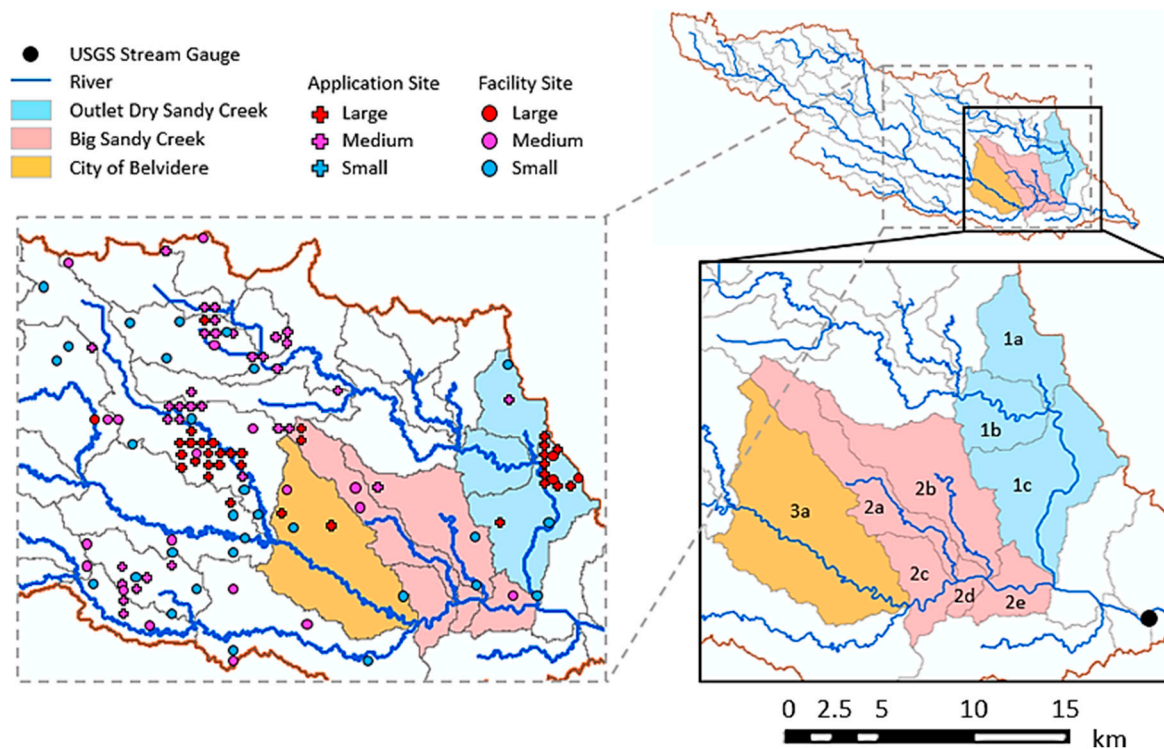 USGS Stream Gauge
River
Outlet Dry Sandy Creek
Big Sandy Creek
City of Belvidere
Application Site
Large
Medium
Small
Facility Site
Large
Medium
Small
1a
1b
1c
2b
2a
3a
2c
2d
2e
0 2.5 5 10 15
km